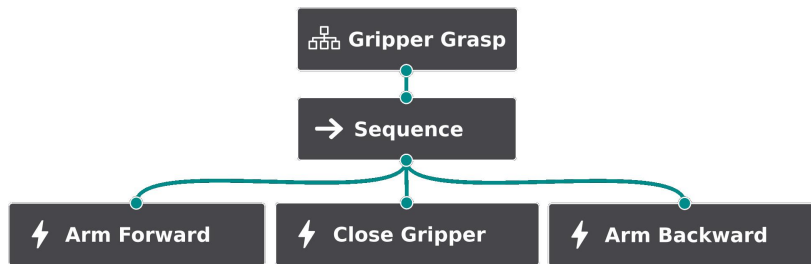 Gripper Grasp
Sequence
Arm Forward
Close Gripper
Arm Backward